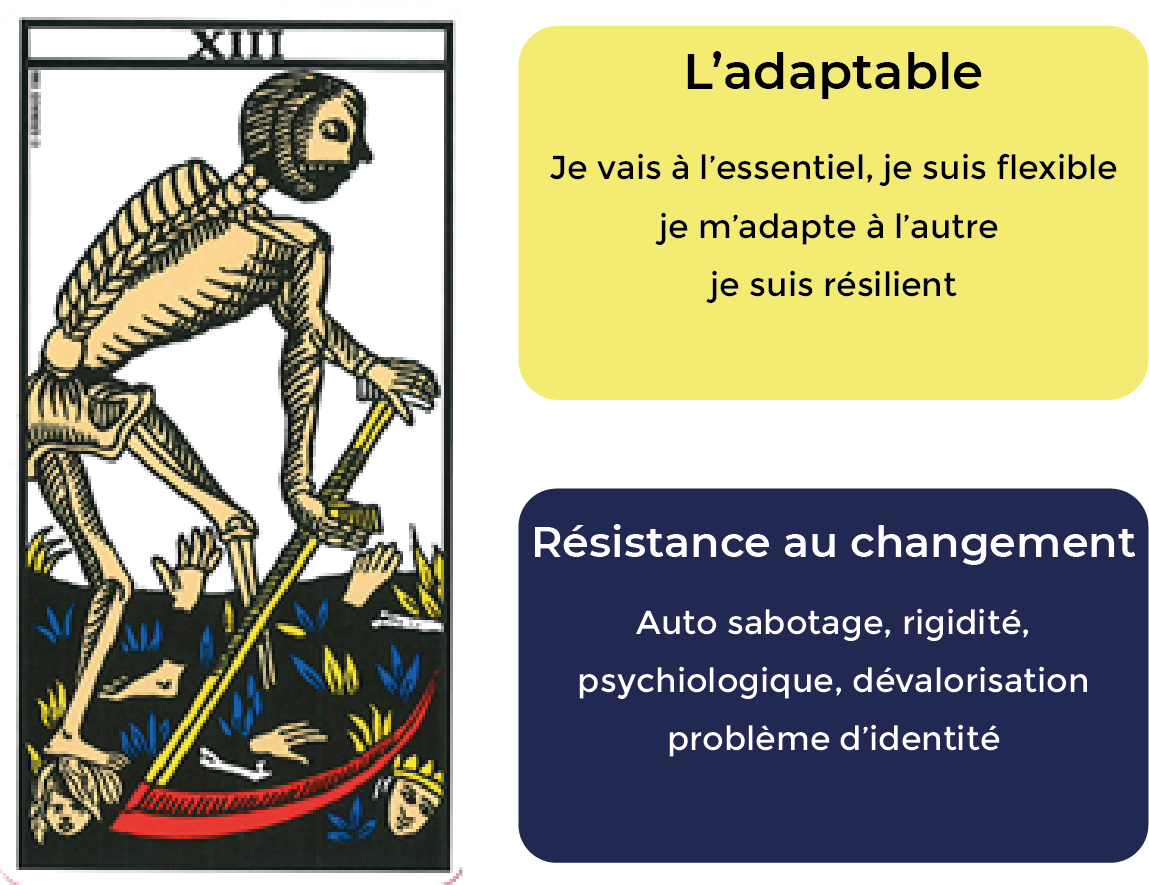 XIII
L’adaptable
Je vais à l’essentiel, je suis flexible
je m’adapte à l’autre
je suis résilient
Résistance au changement
Auto sabotage, rigidité,
psychiologique, dévalorisation
problème d’identité